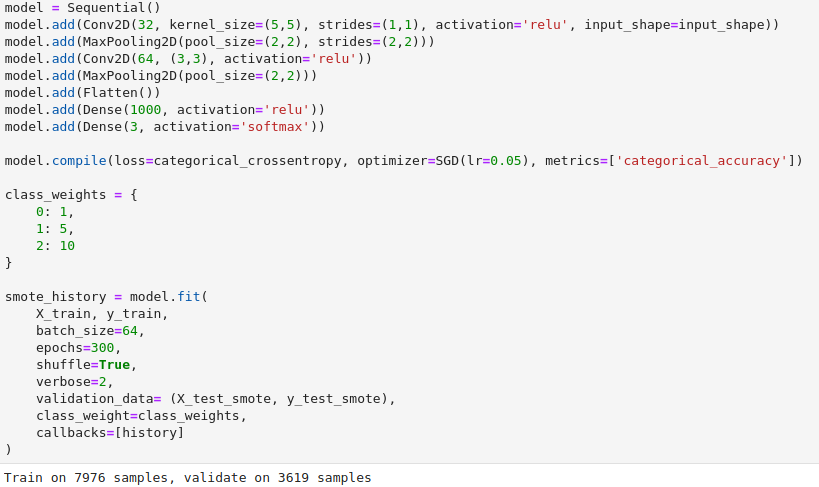 model = Sequential()
model.add(Conv2D(32, kernel_size=(5,5), strides=(1,1), activation='relu', input_shape=input_shape))
model.add(MaxPooling2D(pool_size=(2,2), strides=(2,2)))
model.add(Conv2D(64, (3,3), activation='relu'))
model.add(MaxPooling2D(pool_size=(2,2)))
model.add(Flatten())
model.add(Dense(1000, activation='relu'))
model.add(Dense(3, activation='softmax'))

model.compile(loss=categorical_crossentropy, optimizer=SGD(lr=0.05), metrics=['categorical_accuracy'])

class_weights = {
    0: 1,
    1: 5,
    2: 10
}

smote_history = model.fit(
    X_train, y_train,
    batch_size=64,
    epochs=300,
    shuffle=True,
    verbose=2,
    validation_data= (X_test_smote, y_test_smote),
    class_weight=class_weights,
    callbacks=[history]
)
Train on 7976 samples, validate on 3619 samples